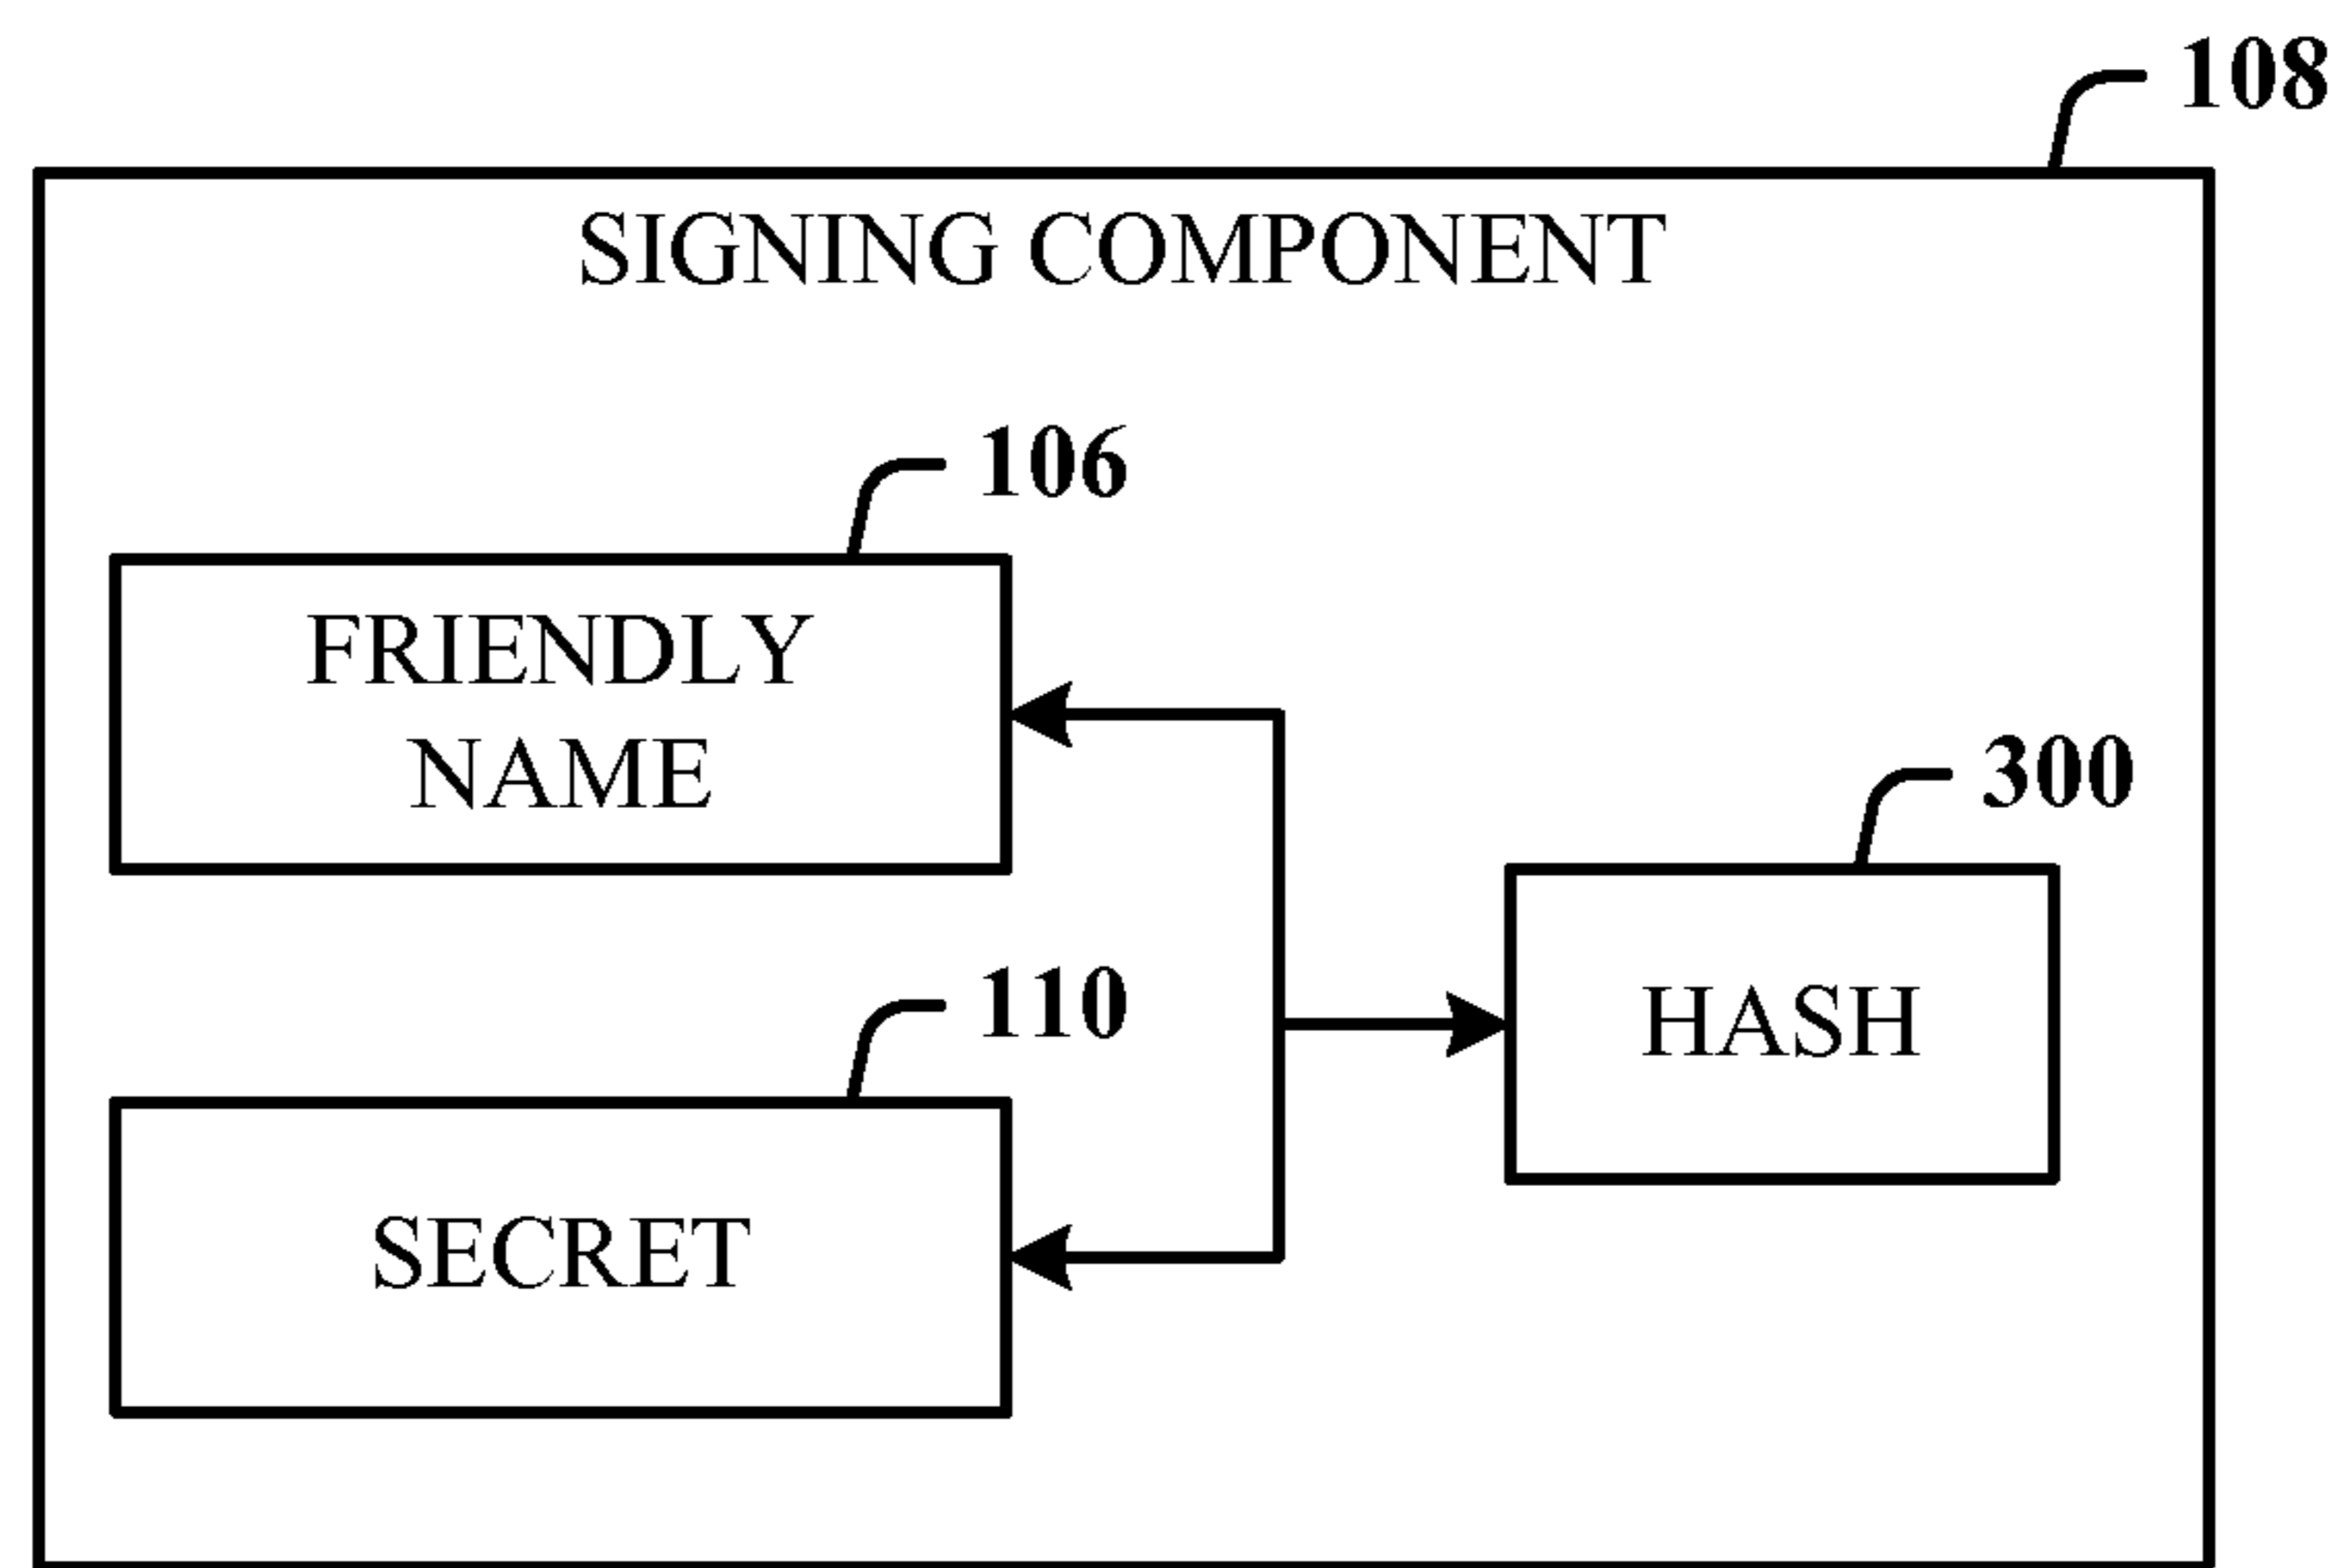 108
SIGNING COMPONENT
106
FRIENDLY
NAME
300
110
HASH
SECRET